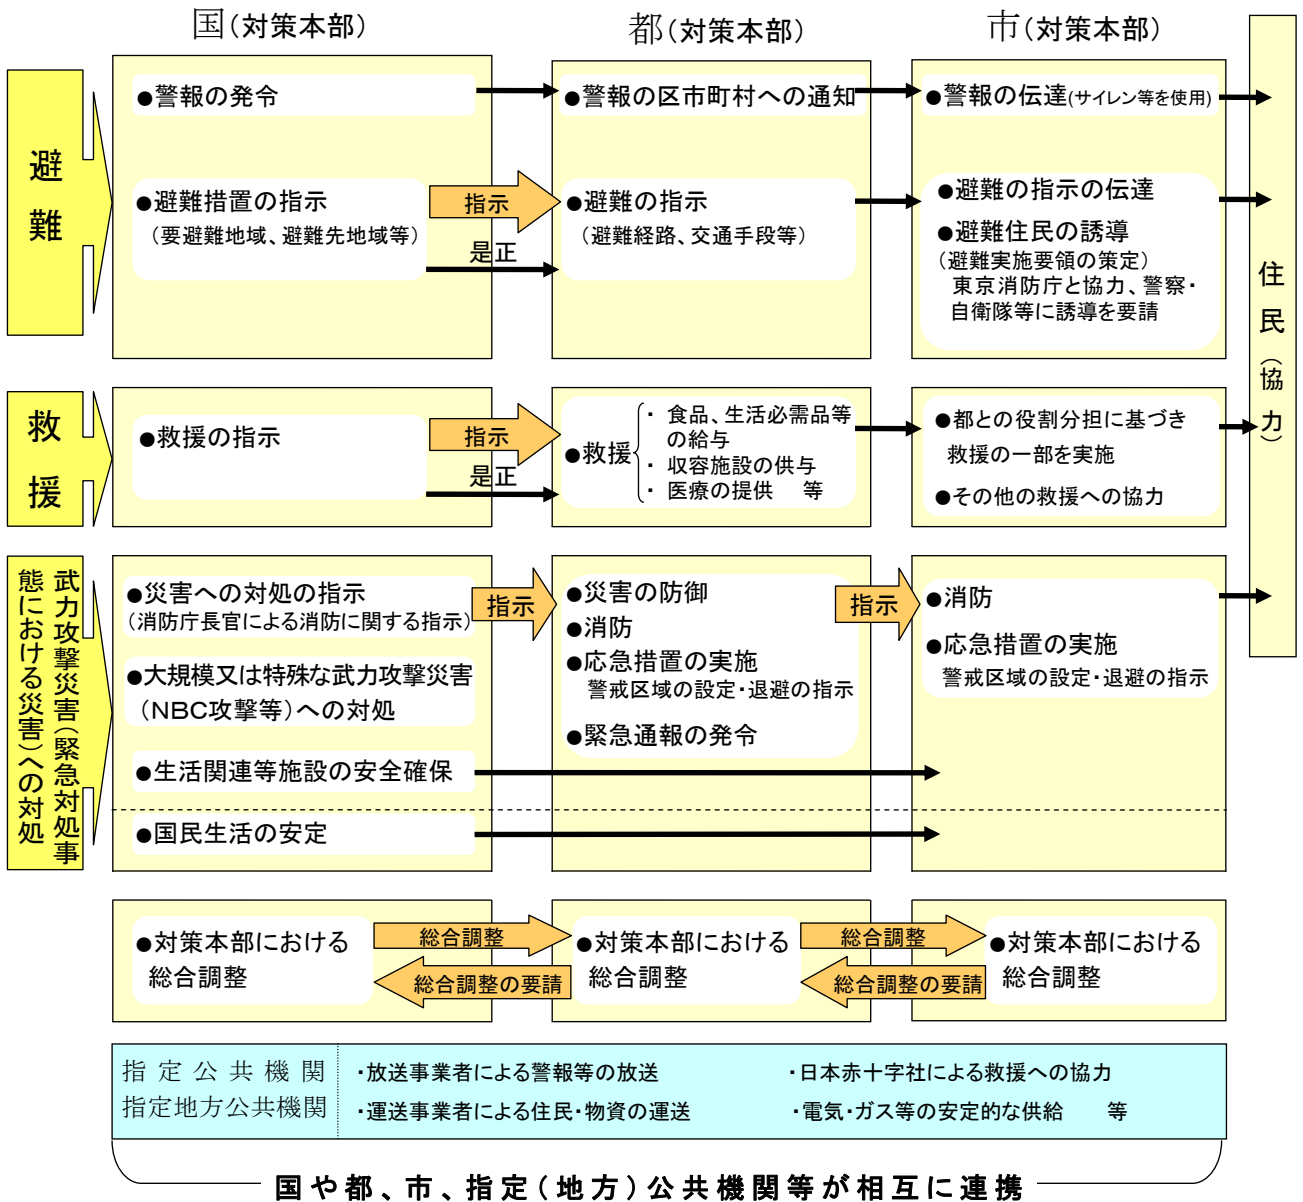 国(対策本部)
都(対策本部)
市(対策本部)
避難
●警報の発令
●警報の区市町村への通知
●警報の伝達(サイレン等を使用)
●避難措置の指示
(要避難地域、避難先地域等)
指示
是正
●避難の指示
(避難経路、交通手段等)
●避難の指示の伝達
●避難住民の誘導
(避難実施要領の策定)
東京消防庁と協力、警察・
自衛隊等に誘導を要請
住民(協力)
救援
●救援の指示
指示
是正
●救援
・ 食品、生活必需品等
の給与
・ 収容施設の供与
・ 医療の提供 等
●都との役割分担に基づき
救援の一部を実施
●その他の救援への協力
武力攻撃災害(緊急対処事
態における災害)への対処
●災害への対処の指示
(消防庁長官による消防に関する指示)
●大規模又は特殊な武力攻撃災害
(NBC攻撃等)への対処
●生活関連等施設の安全確保
●国民生活の安定
指示
●災害の防御
●消防
●応急措置の実施
警戒区域の設定・退避の指示
●緊急通報の発令
指示
●消防
●応急措置の実施
警戒区域の設定・退避の指示
●対策本部における
総合調整
総合調整
総合調整の要請
●対策本部における
総合調整
総合調整
総合調整の要請
●対策本部における
総合調整
指定公共機関
指定地方公共機関
・放送事業者による警報等の放送
・日本赤十字社による救援への協力
・運送事業者による住民・物資の運送
・電気・ガス等の安定的な供給 等
国や都、市、指定(地方)公共機関等が相互に連携